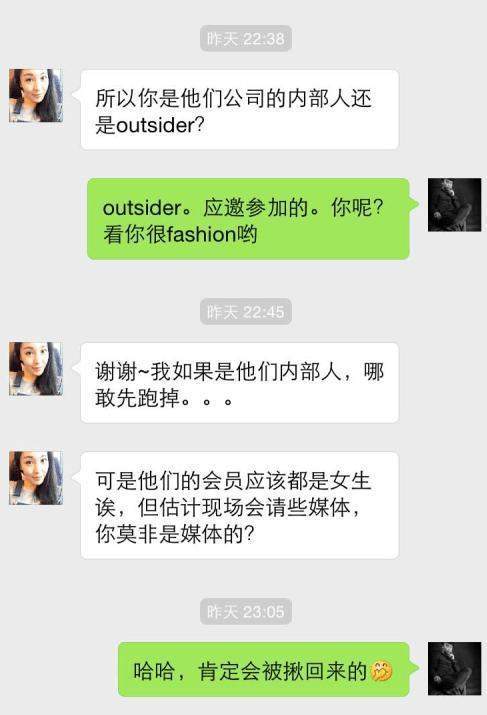 昨天 22:38
所以你是他们公司的内部人还
是outsider?
outsider。应邀参加的。你呢?
看你很fashion哟
昨天 22:45
谢谢~我如果是他们内部人，哪
敢先跑掉。。。
可是他们的会员应该都是女生
诶，但估计现场会请些媒体，
你莫非是媒体的?
昨天 23:05
哈哈，肯定会被揪回来的🤭